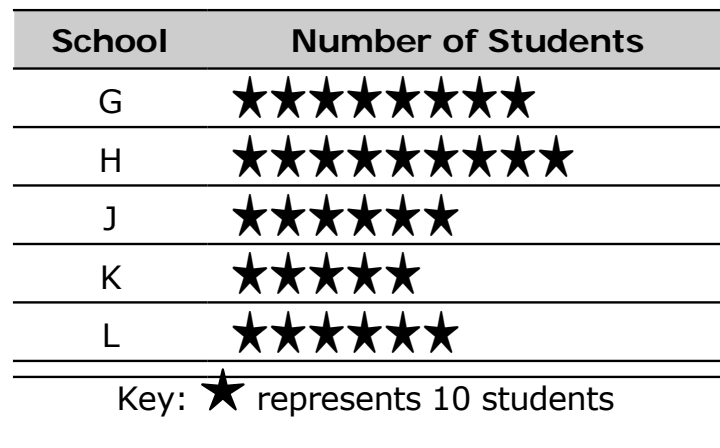 School Number of Students
G ★★★★★★★★
H ★★★★★★★★★
J ★★★★★★
K ★★★★★
L ★★★★★★
Key: ★ represents 10 students